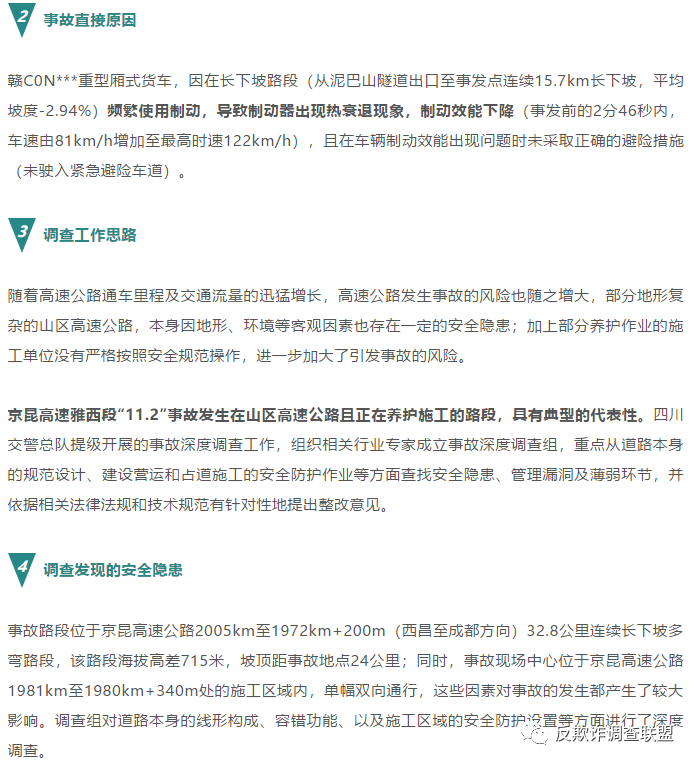 2 事故直接原因
赣C0N***重型厢式货车，因在长下坡路段（从泥巴山隧道出口至事发点连续15.7km长下坡，平均
坡度-2.94%）频繁使用制动，导致制动器出现热衰退现象，制动效能下降（事发前的2分46秒内，
车速由81km/h增加至最高时速122km/h），且在车辆制动效能出现问题时未采取正确的避险措施
（未驶入紧急避险车道）。
3 调查工作思路
随着高速公路通车里程及交通流量的迅猛增长，高速公路发生事故的风险也随之增大，部分地形复
杂的山区高速公路，本身因地形、环境等客观因素也存在一定的安全隐患；加上部分养护作业的施
工单位没有严格按照安全规范操作，进一步加大了引发事故的风险。
京昆高速雅西段“11.2”事故发生在山区高速公路且正在养护施工的路段，具有典型的代表性。四川
交警总队提级开展的事故深度调查工作，组织相关行业专家成立事故深度调查组，重点从道路本身
的规范设计、建设营运和占道施工的安全防护作业等方面查找安全隐患、管理漏洞及薄弱环节，并
依据相关法律法规和技术规范有针对性地提出整改意见。
4 调查发现的安全隐患
事故路段位于京昆高速公路2005km至1972km+200m（西昌至成都方向）32.8公里连续长下坡多
弯路段，该路段海拔高差715米，坡顶距事故地点24公里；同时，事故现场中心位于京昆高速公路
1981km至1980km+340m处的施工区域内，单幅双向通行，这些因素对事故的发生都产生了较大
影响。调查组对道路本身的线形构成、容错功能、以及施工区域的安全防护设置等方面进行了深度
调查。
反欺诈调查联盟